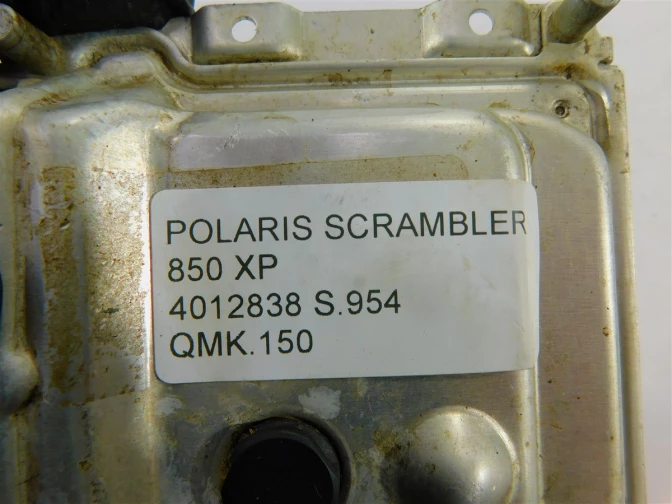 POLARIS SCRAMBLER
850 XP
4012838 S.954
QMK.150